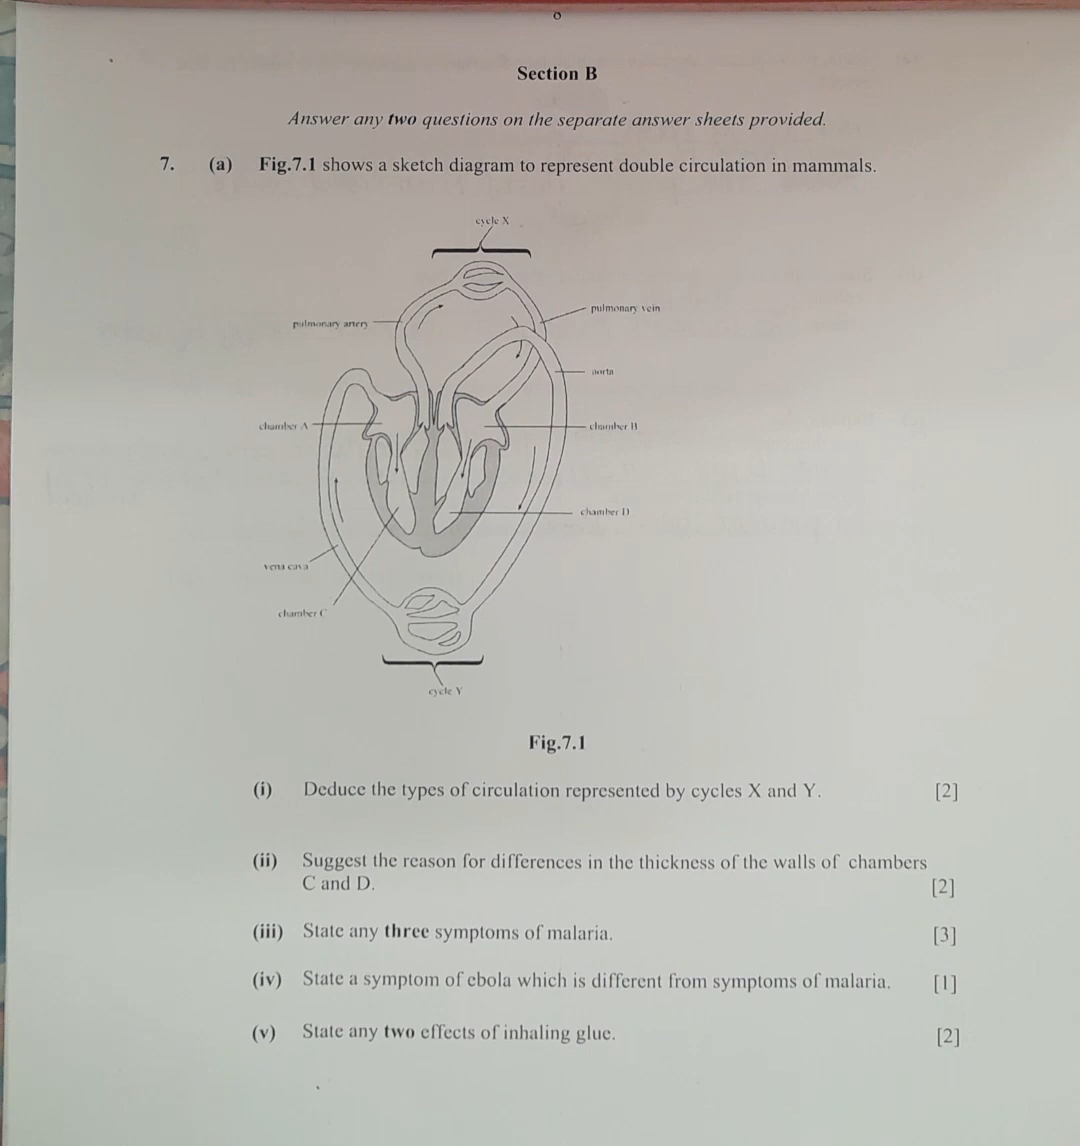 Section B
Answer any two questions on the separate answer sheets provided.
7. (a) Fig.7.1 shows a sketch diagram to represent double circulation in mammals.
cycle X
pulmonary vein
pulmonary artery
aorta
chamber A
chamber B
chamber D
vena cava
chamber C
cycle Y
Fig.7.1
(i) Deduce the types of circulation represented by cycles X and Y. [2]
(ii) Suggest the reason for differences in the thickness of the walls of chambers
C and D. [2]
(iii) State any three symptoms of malaria. [3]
(iv) State a symptom of ebola which is different from symptoms of malaria. [1]
(v) State any two effects of inhaling glue. [2]